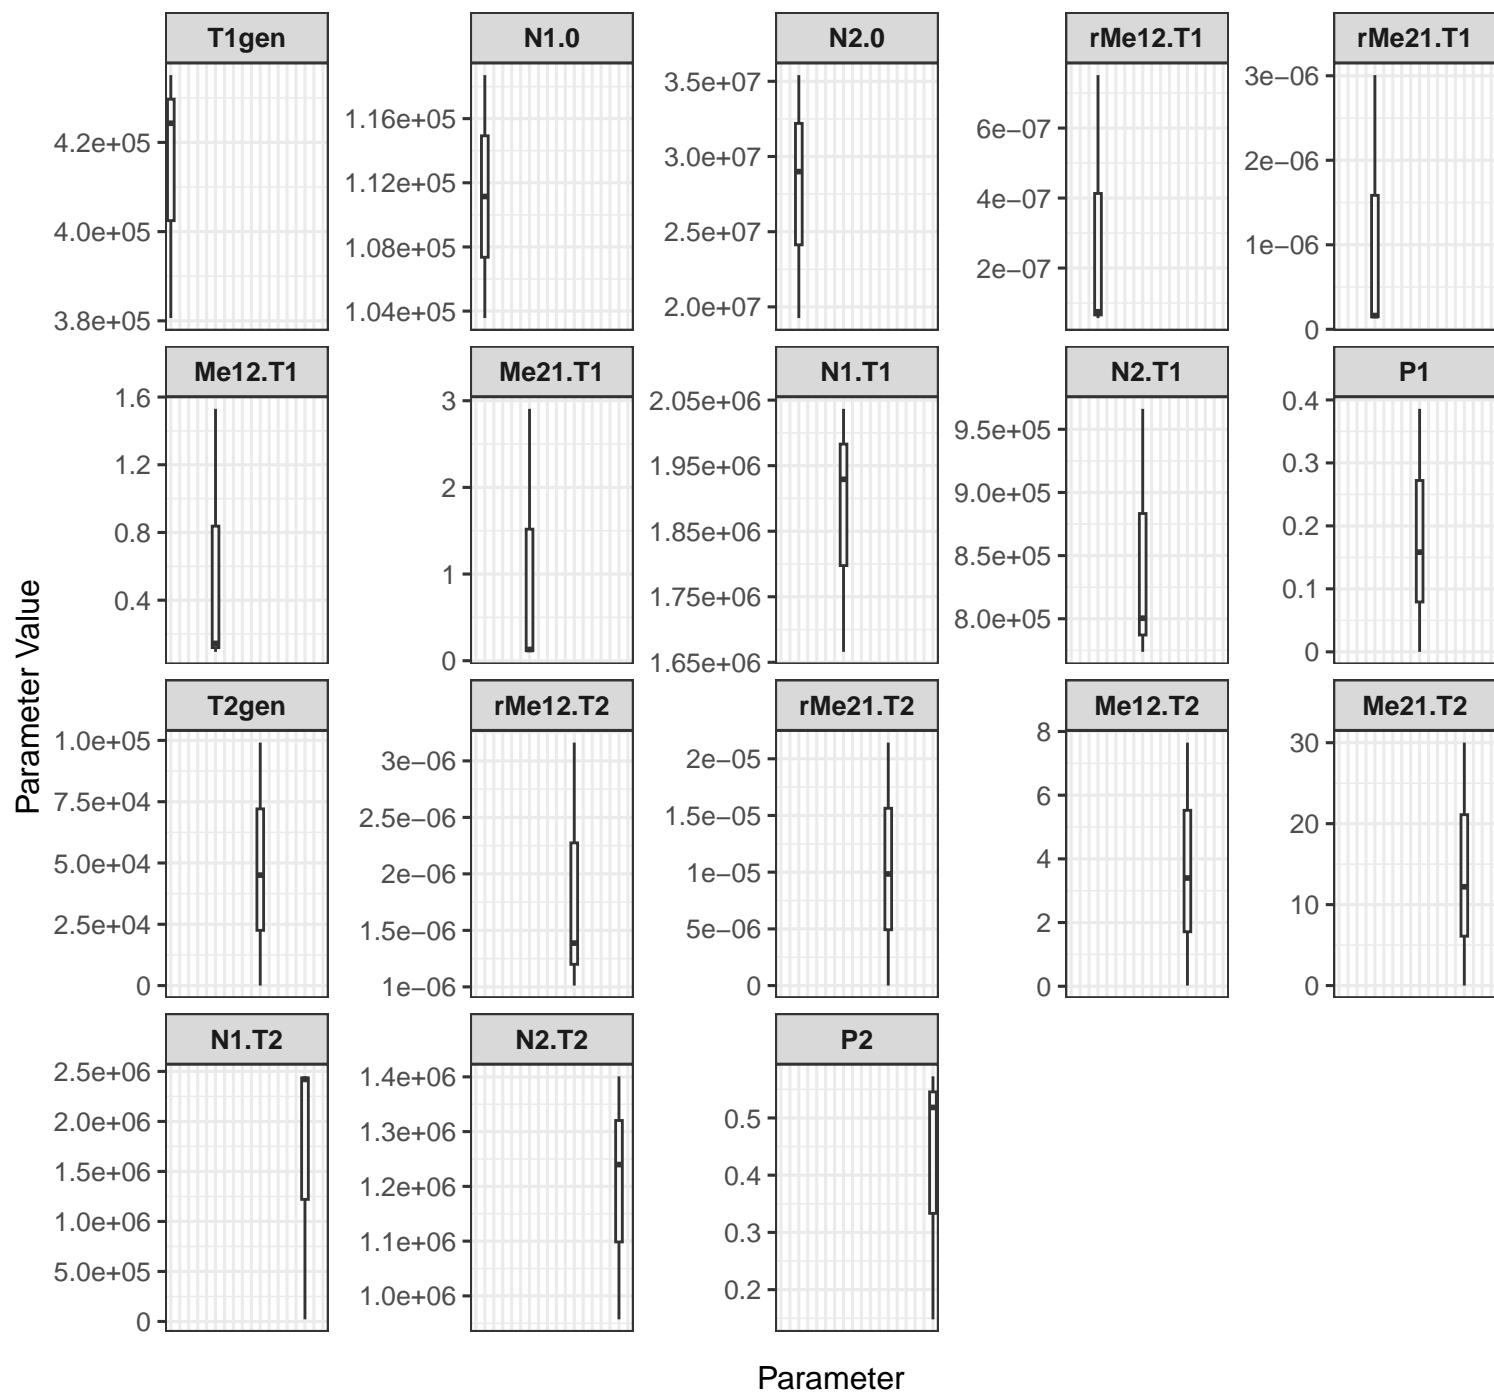 T1gen N1.0 N2.0 rMe12.T1 rMe21.T1
4.2e+05
4.0e+05
3.8e+05
1.16e+05
1.12e+05
1.08e+05
1.04e+05
3.5e+07
3.0e+07
2.5e+07
2.0e+07
6e−07
4e−07
2e−07
3e−06
2e−06
1e−06
0
Me12.T1 Me21.T1 N1.T1 N2.T1 P1
1.6
1.2
0.8
0.4
3
2
1
0
2.05e+06
1.95e+06
1.85e+06
1.75e+06
1.65e+06
9.5e+05
9.0e+05
8.5e+05
8.0e+05
0.4
0.3
0.2
0.1
0
Parameter Value
T2gen rMe12.T2 rMe21.T2 Me12.T2 Me21.T2
1.0e+05
7.5e+04
5.0e+04
2.5e+04
0
3e−06
2.5e−06
2e−06
1.5e−06
1e−06
2e−05
1.5e−05
1e−05
5e−06
0
8
6
4
2
0
30
20
10
0
N1.T2 N2.T2 P2
2.5e+06
2.0e+06
1.5e+06
1.0e+06
5.0e+05
0
1.4e+06
1.3e+06
1.2e+06
1.1e+06
1.0e+06
0.5
0.4
0.3
0.2
Parameter